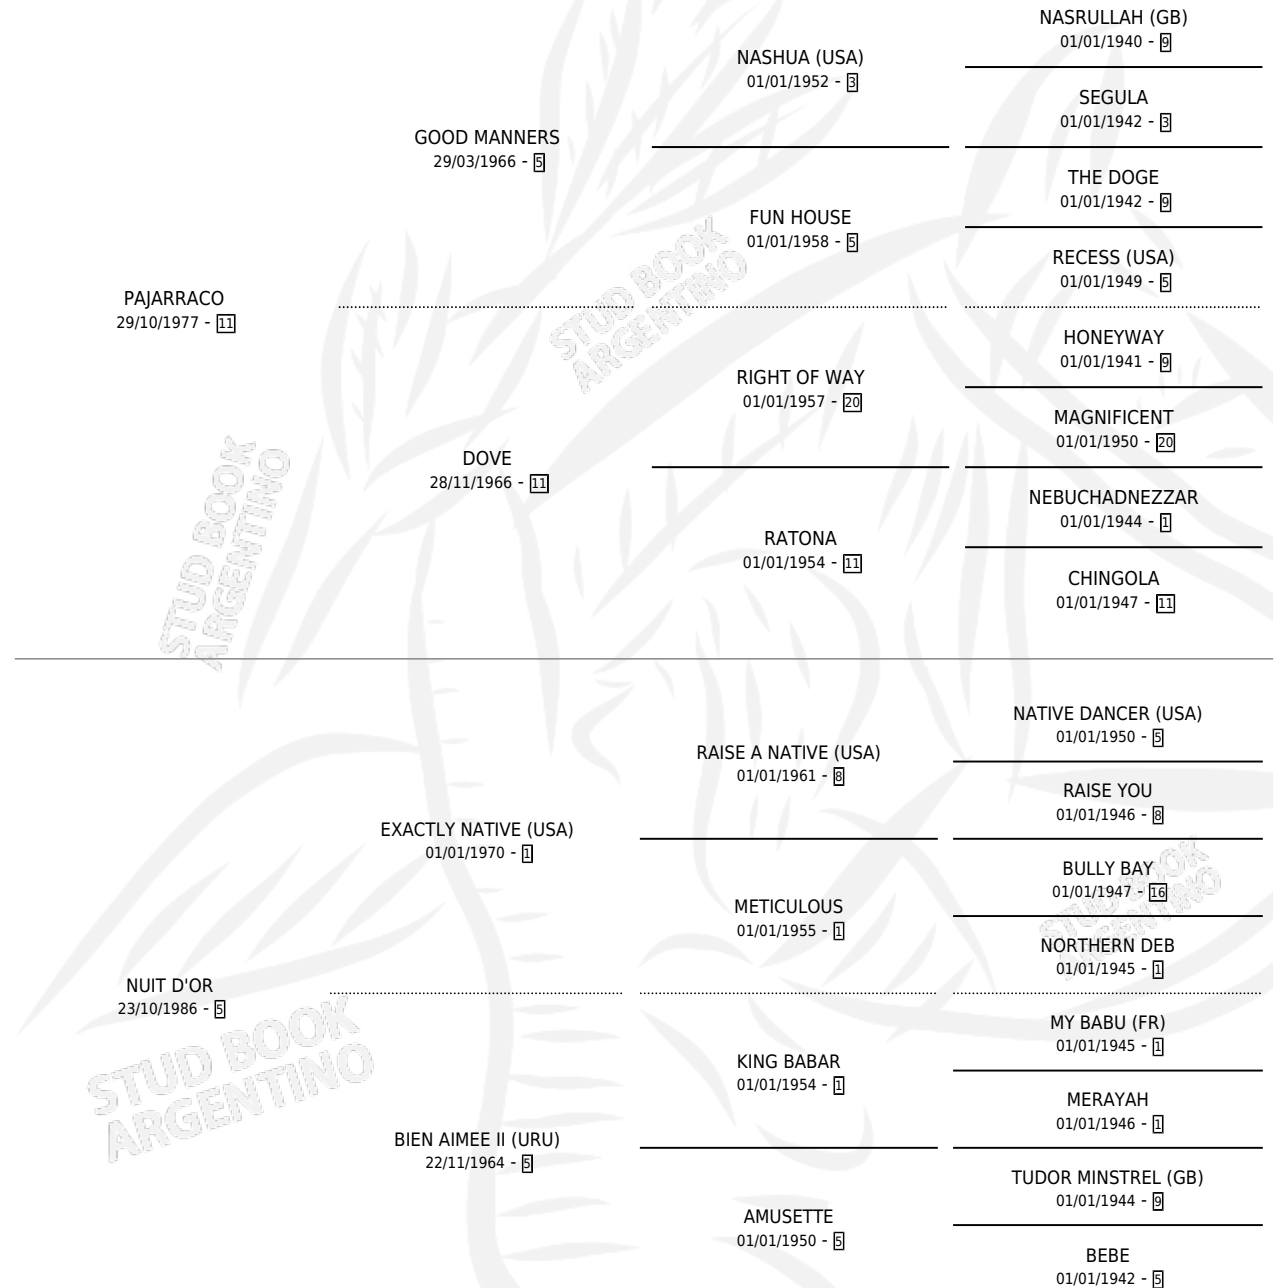 NASRULLAH (GB)
01/01/1940 - 9
NASHUA (USA)
01/01/1952 - 3
SEGULA
01/01/1942 - 3
GOOD MANNERS
29/03/1966 - 5
THE DOGE
01/01/1942 - 9
FUN HOUSE
01/01/1958 - 5
RECESS (USA)
01/01/1949 - 5
PAJARRACO
29/10/1977 - 11
HONEYWAY
01/01/1941 - 9
RIGHT OF WAY
01/01/1957 - 20
MAGNIFICENT
01/01/1950 - 20
DOVE
28/11/1966 - 11
NEBUCHADNEZZAR
01/01/1944 - 1
RATONA
01/01/1954 - 11
CHINGOLA
01/01/1947 - 11
STUD BOOK
ARGENTINO
STUD BOOK
ARGENTINO
NATIVE DANCER (USA)
01/01/1950 - 5
RAISE A NATIVE (USA)
01/01/1961 - 8
RAISE YOU
01/01/1946 - 8
EXACTLY NATIVE (USA)
01/01/1970 - 1
BULLY BAY
01/01/1947 - 16
METICULOUS
01/01/1955 - 1
NORTHERN DEB
01/01/1945 - 1
NUIT D'OR
23/10/1986 - 5
MY BABU (FR)
01/01/1945 - 1
KING BABAR
01/01/1954 - 1
MERAYAH
01/01/1946 - 1
BIEN AIMEE II (URU)
22/11/1964 - 5
TUDOR MINSTREL (GB)
01/01/1944 - 9
AMUSETTE
01/01/1950 - 5
BEBE
01/01/1942 - 5
STUD BOOK
ARGENTINO
STUD BOOK
ARGENTINO